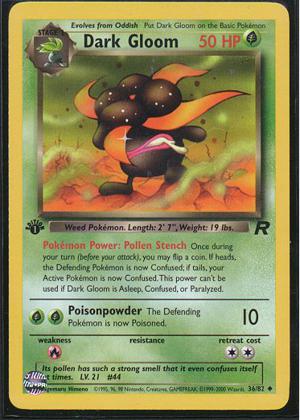 Evolves from Oddish Put Dark Gloom on the Basic Pokémon
STAGE 1
Dark Gloom 50 HP
1
EDITION
Weed Pokémon. Length: 2' 7", Weight: 19 lbs.
R
Pokémon Power: Pollen Stench Once during
your turn (before your attack), you may flip a coin. If heads,
the Defending Pokémon is now Confused; if tails, your
Active Pokémon is now Confused. This power can't be
used if Dark Gloom is Asleep, Confused, or Paralyzed.
Poisonpowder The Defending
Pokémon is now Poisoned.
10
weakness resistance retreat cost
Its pollen has such a strong smell that it even confuses itself
at times. LV. 21 #44
Himeno ©1995, 96, 98 Nintendo, Creatures, GAMEFREAK. ©1999-2000 Wizards. 36/82